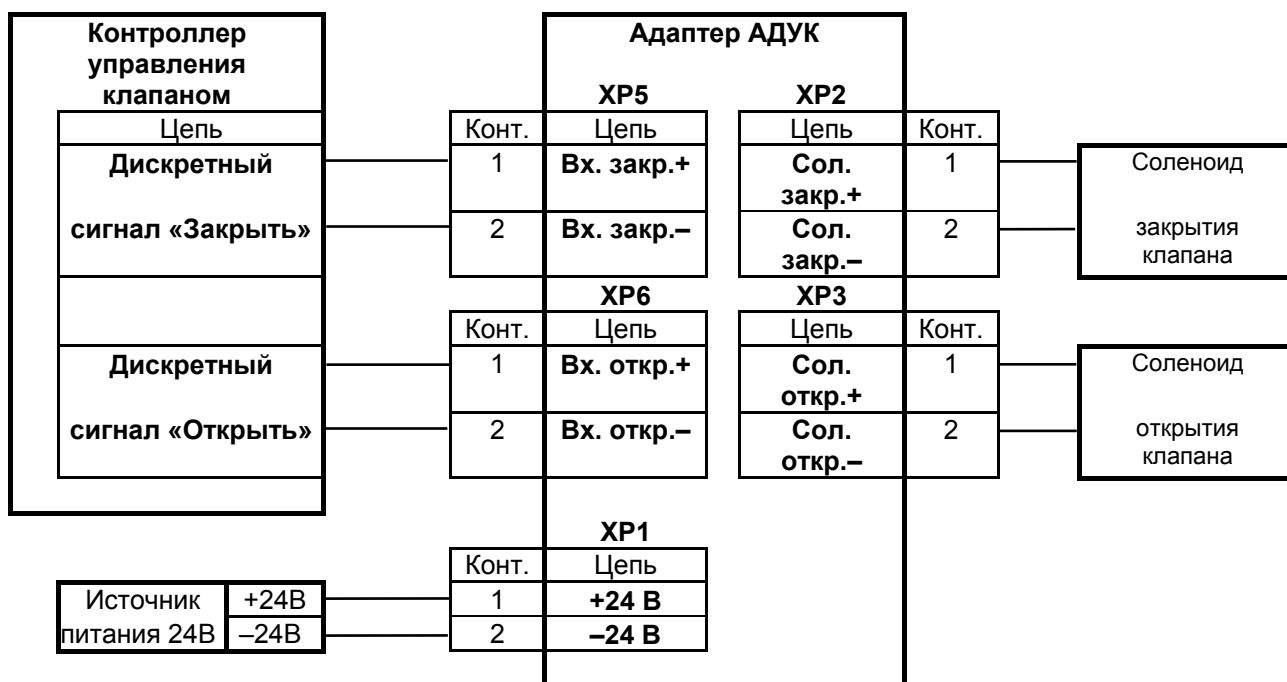 Контроллер
управления
клапаном
Цепь
Дискретный
сигнал «Закрыть»
Дискретный
сигнал «Открыть»
Адаптер АДУК
XP5
Конт. Цепь
1 Вх. закр.+
2 Вх. закр.–
XP2
Цепь Конт.
Сол. 1
закр.+
Сол. 2
закр.–
Соленоид
закрытия
клапана
XP6
Конт. Цепь
1 Вх. откр.+
2 Вх. откр.–
XP3
Цепь Конт.
Сол. 1
откр.+
Сол. 2
откр.–
Соленоид
открытия
клапана
XP1
Конт. Цепь
1 +24 В
2 –24 В
Источник +24В
питания 24В –24В